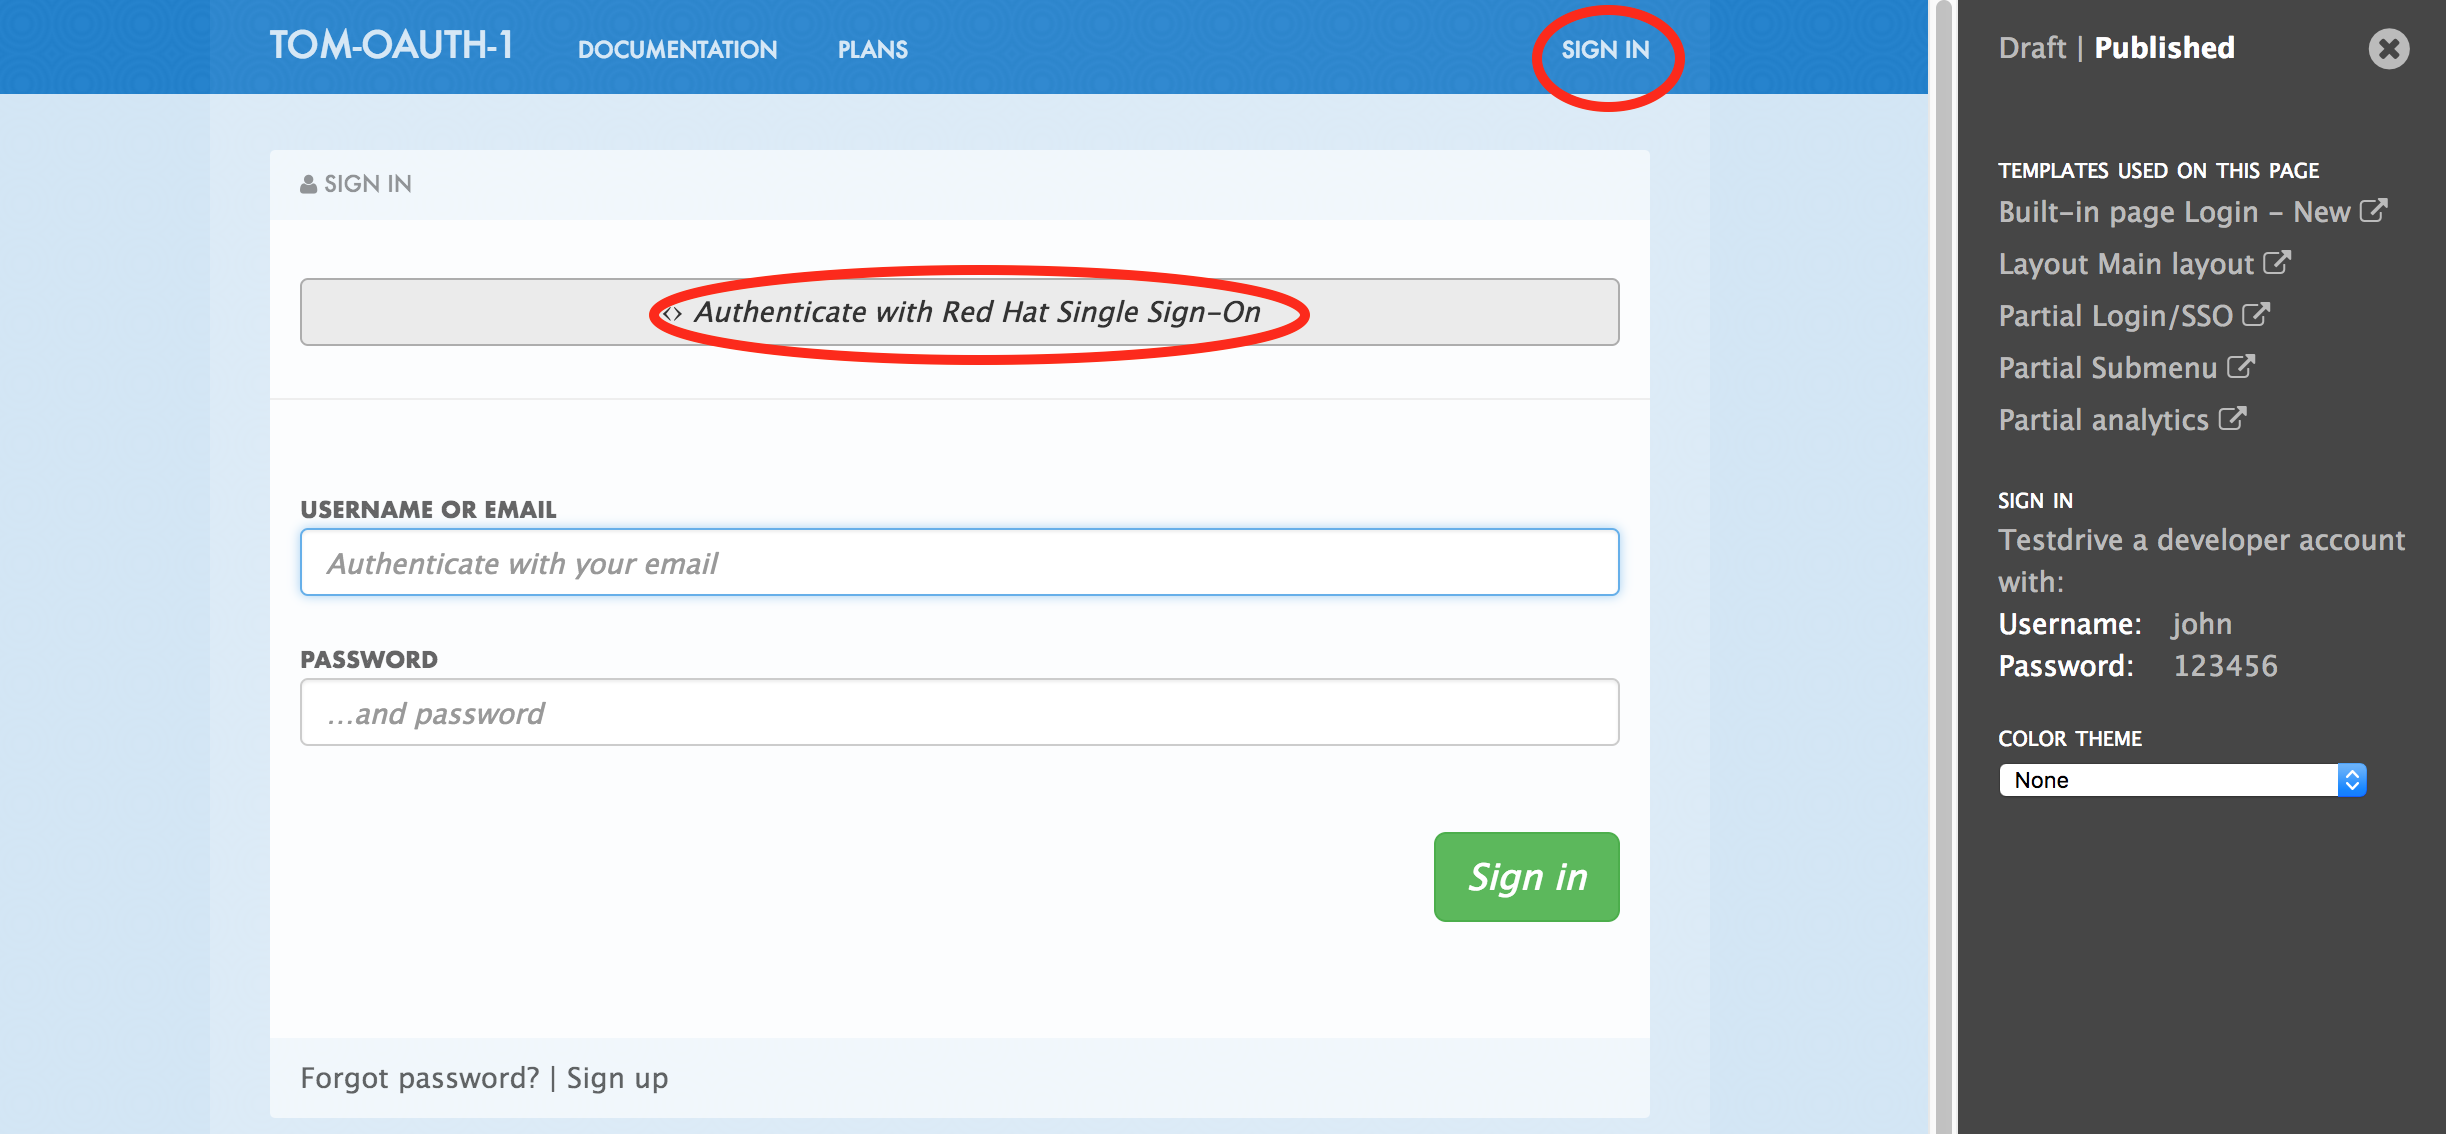 TOM-OAUTH-1 DOCUMENTATION PLANS SIGN IN
SIGN IN
<> Authenticate with Red Hat Single Sign-On
USERNAME OR EMAIL
Authenticate with your email
PASSWORD
...and password
Sign in
Forgot password? | Sign up
Draft | Published
TEMPLATES USED ON THIS PAGE
Built-in page Login - New
Layout Main layout
Partial Login/SSO
Partial Submenu
Partial analytics
SIGN IN
Testdrive a developer account
with:
Username: john
Password: 123456
COLOR THEME
None